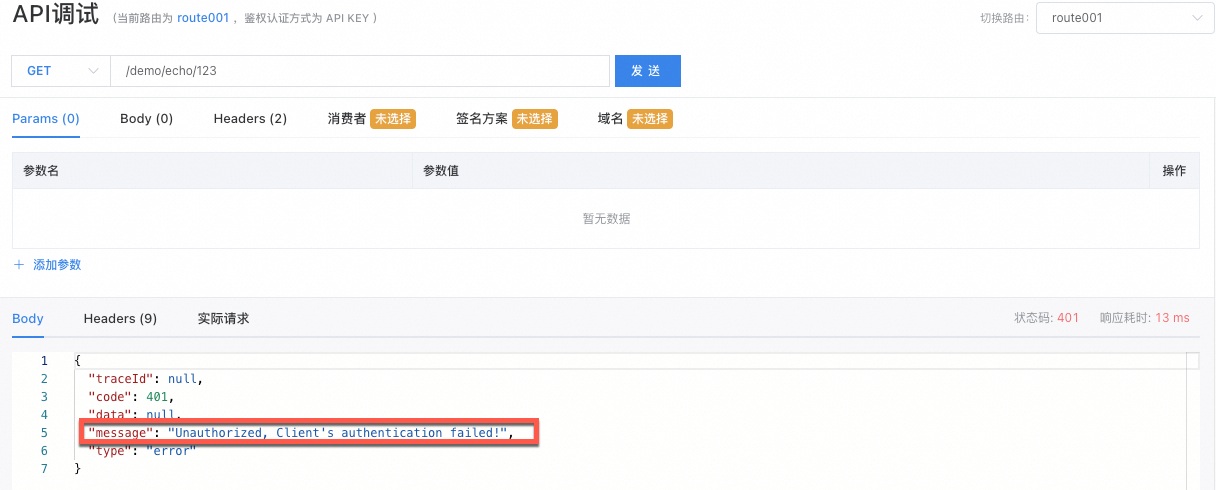 API调试 (当前路由为 route001 ，鉴权认证方式为 API KEY ) 切换路由: route001
GET /demo/echo/123 发 送
Params (0) Body (0) Headers (2) 消费者 未选择 签名方案 未选择 域名 未选择
参数名 参数值 操作
暂无数据
+ 添加参数
Body Headers (9) 实际请求 状态码: 401 响应耗时: 13 ms
1 {
2 "traceId": null,
3 "code": 401,
4 "data": null,
5 "message": "Unauthorized, Client's authentication failed!",
6 "type": "error"
7 }